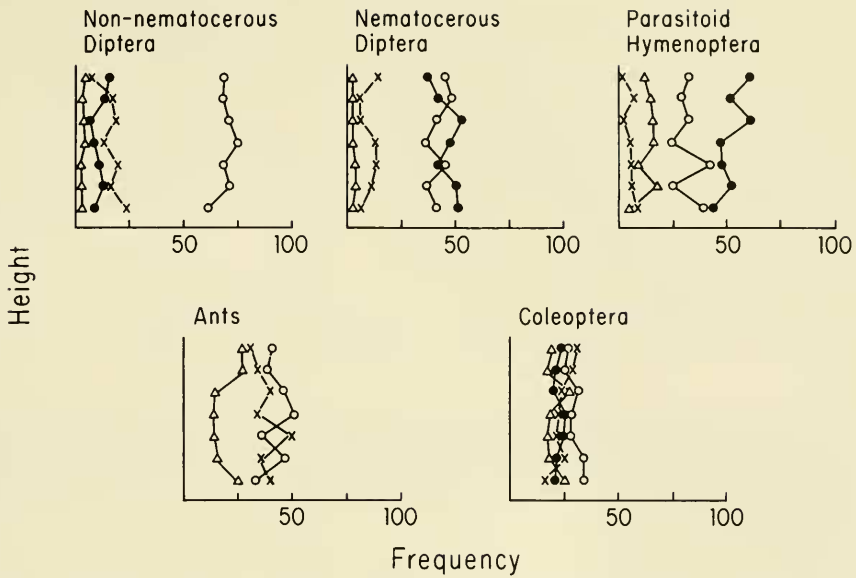 Non-nematocerous
Diptera
Nematocerous
Diptera
Parasitoid
Hymenoptera
50
100
50
100
50
100
Height
Ants
Coleoptera
50
100
50
100
Frequency